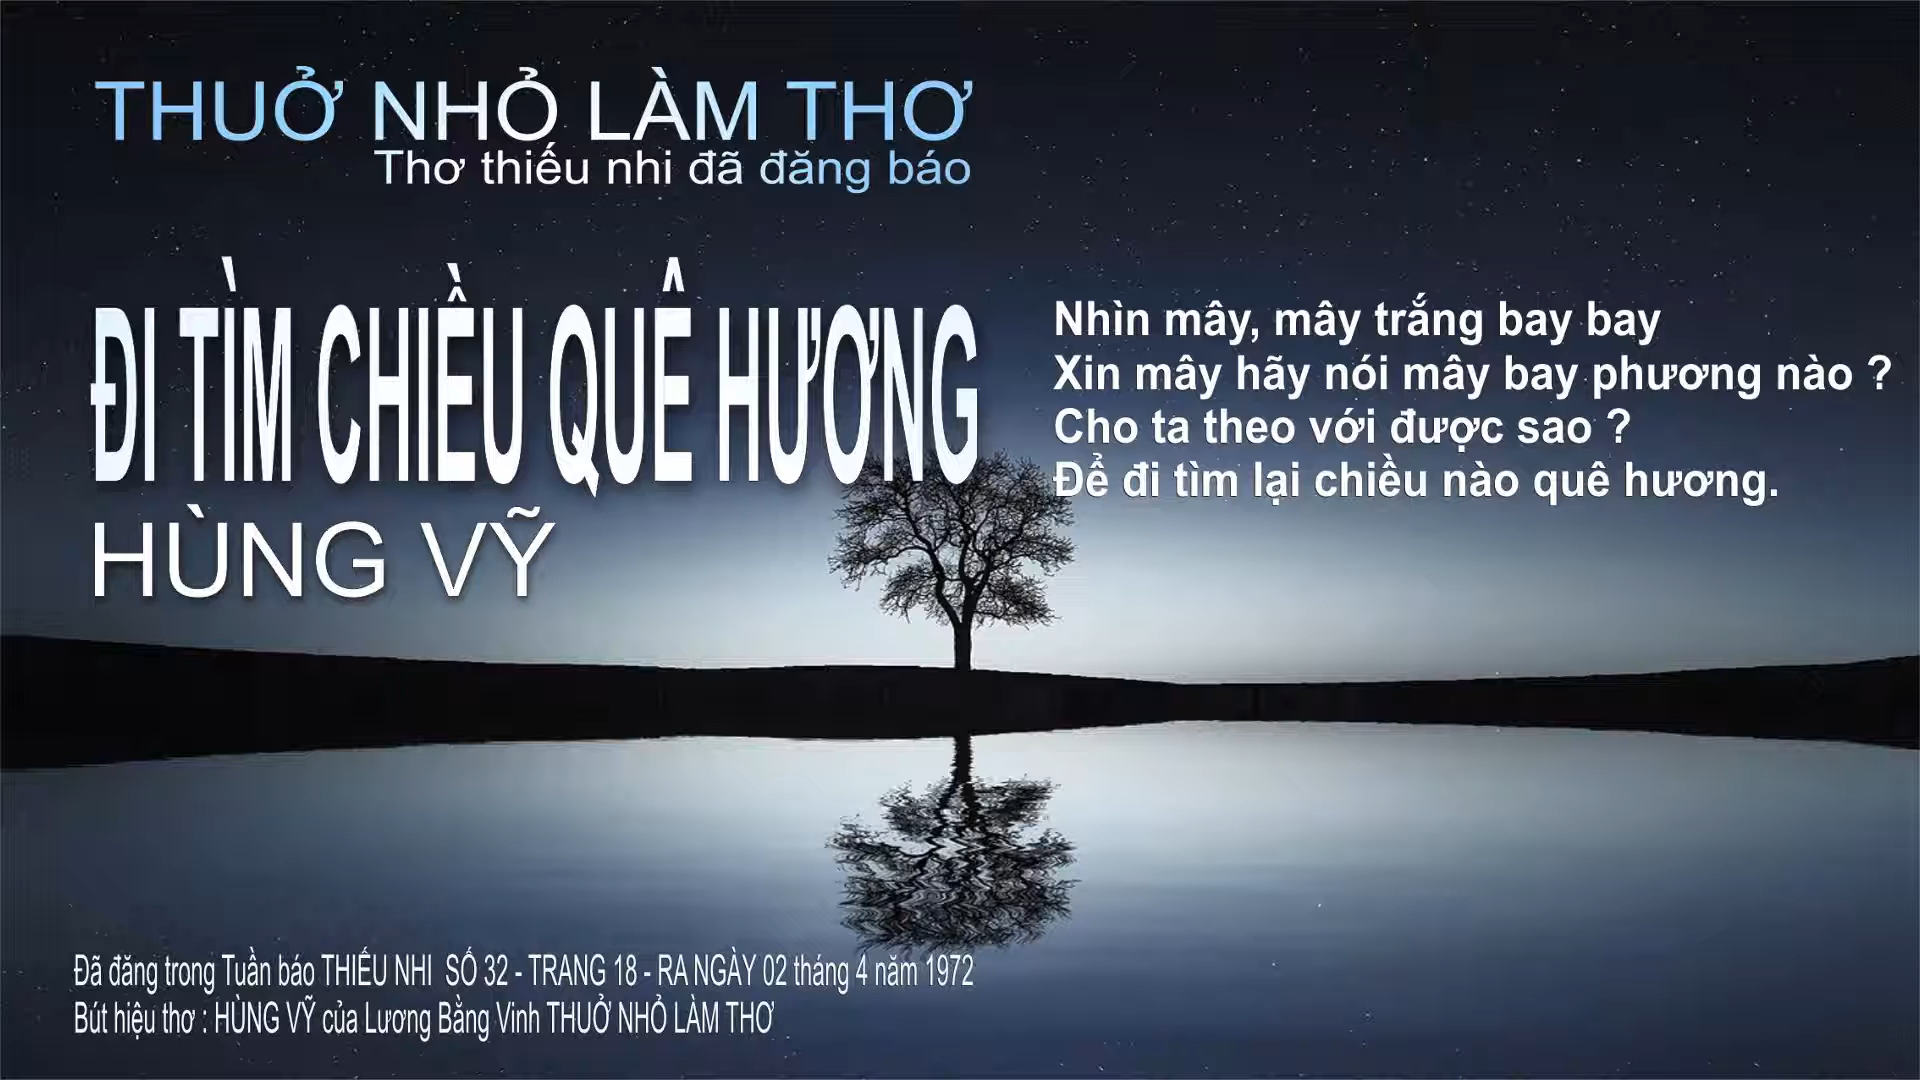 THUỞ NHỎ LÀM THƠ
Thơ thiếu nhi đã đăng báo
ĐI TÌM CHIỀU QUÊ HƯƠNG
HÙNG VỸ
Nhìn mây, mây trắng bay bay
Xin mây hãy nói mây bay phương nào ?
Cho ta theo với được sao ?
Để đi tìm lại chiều nào quê hương.
Đã đăng trong Tuần báo THIẾU NHI SỐ 32 - TRANG 18 - RA NGÀY 02 tháng 4 năm 1972
Bút hiệu thơ : HÙNG VỸ của Lương Bằng Vinh THUỞ NHỎ LÀM THƠ